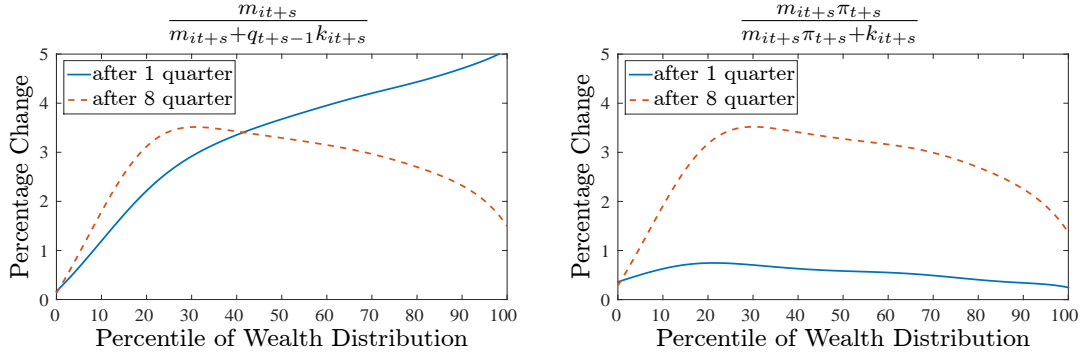 m_{it+s}
m_{it+s}+q_{t+s-1}k_{it+s}
5
4
3
2
1
0
Percentage Change
after 1 quarter
after 8 quarter
0 10 20 30 40 50 60 70 80 90 100
Percentile of Wealth Distribution
m_{it+s}π_{t+s}
m_{it+s}π_{t+s}+k_{it+s}
5
4
3
2
1
0
Percentage Change
after 1 quarter
after 8 quarter
0 10 20 30 40 50 60 70 80 90 100
Percentile of Wealth Distribution